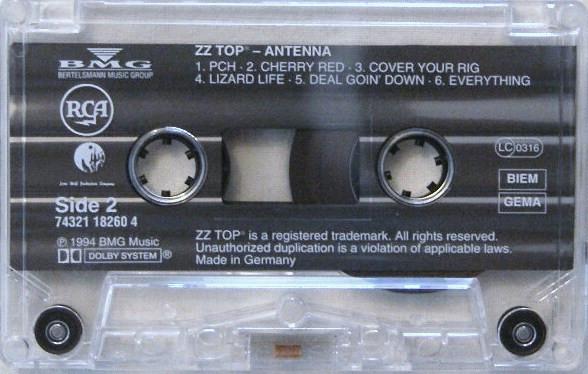 BMG
BERTELSMANN MUSIC GROUP
ZZ TOP® – ANTENNA
1. PCH · 2. CHERRY RED · 3. COVER YOUR RIG
4. LIZARD LIFE · 5. DEAL GOIN' DOWN · 6. EVERYTHING
RCA
LC 0316
BIEM
GEMA
Side 2
74321 18260 4
℗ 1994 BMG Music
DOLBY SYSTEM®
ZZ TOP® is a registered trademark. All rights reserved.
Unauthorized duplication is a violation of applicable laws.
Made in Germany